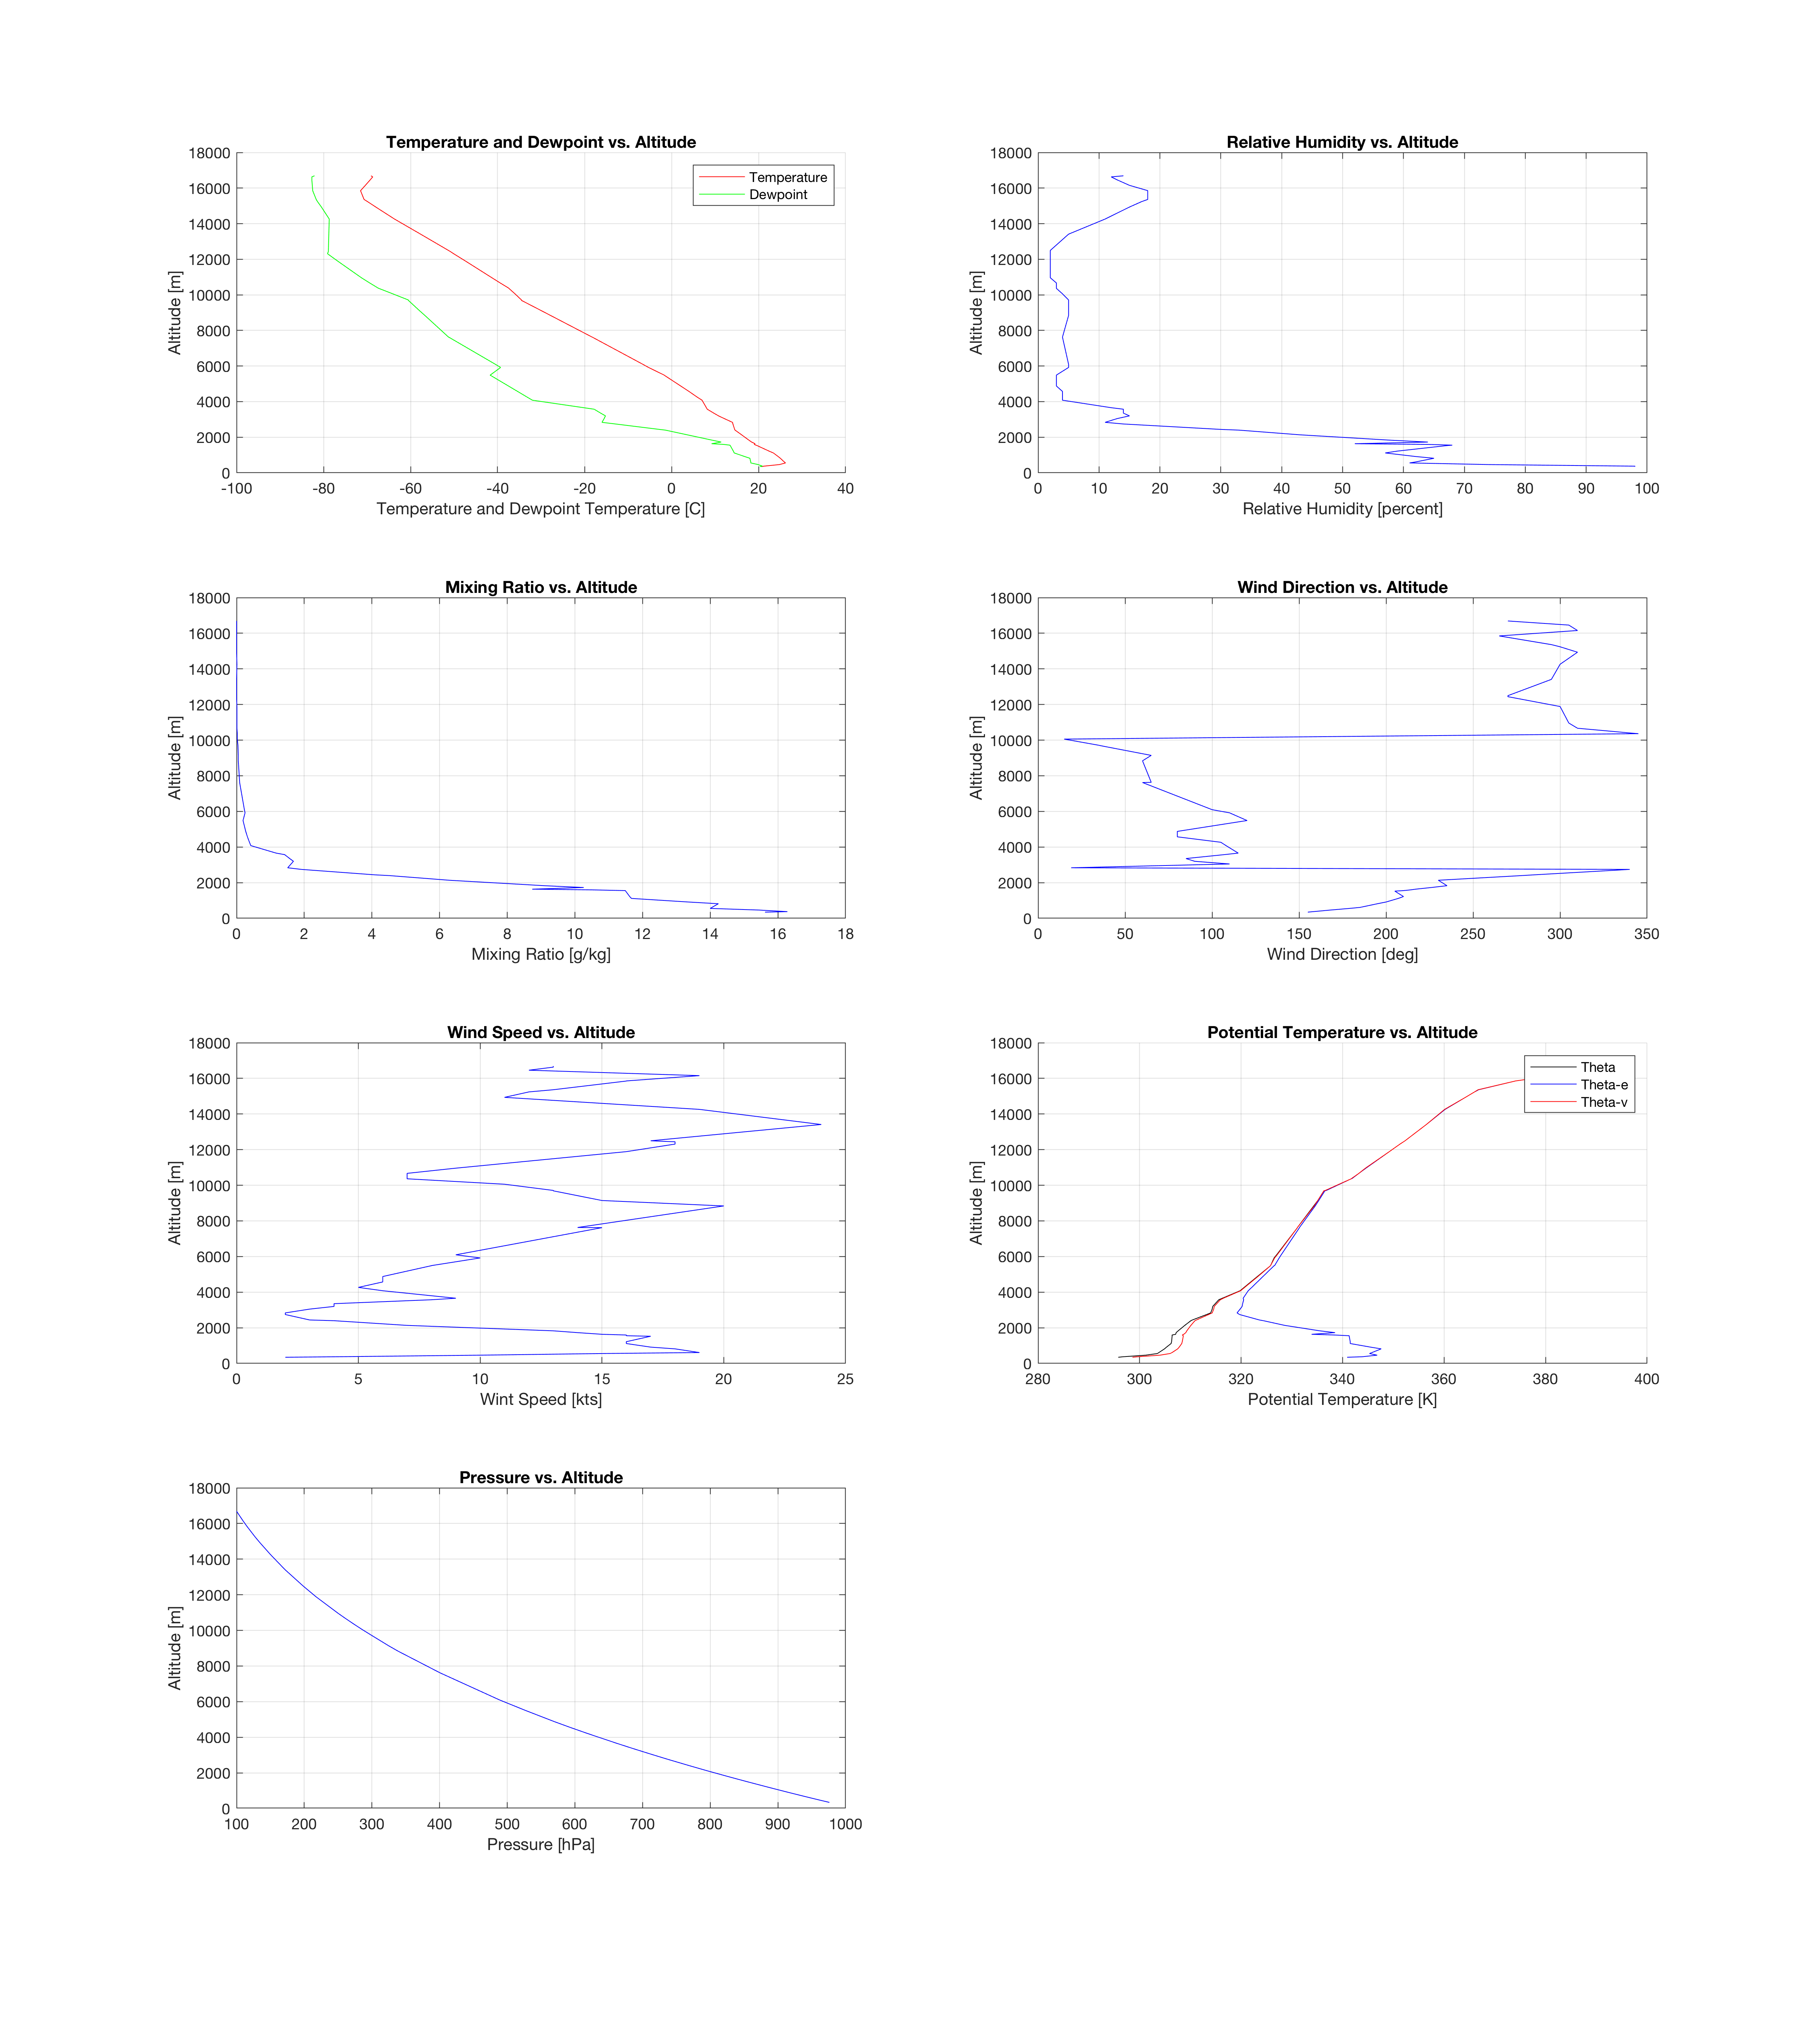 Temperature and Dewpoint vs. Altitude
18000
16000
14000
12000
10000
8000
6000
4000
2000
0
Altitude [m]
Temperature
Dewpoint
-100 -80 -60 -40 -20 0 20 40
Temperature and Dewpoint Temperature [C]
Relative Humidity vs. Altitude
18000
16000
14000
12000
10000
8000
6000
4000
2000
0
Altitude [m]
0 10 20 30 40 50 60 70 80 90 100
Relative Humidity [percent]
Mixing Ratio vs. Altitude
18000
16000
14000
12000
10000
8000
6000
4000
2000
0
Altitude [m]
0 2 4 6 8 10 12 14 16 18
Mixing Ratio [g/kg]
Wind Direction vs. Altitude
18000
16000
14000
12000
10000
8000
6000
4000
2000
0
Altitude [m]
0 50 100 150 200 250 300 350
Wind Direction [deg]
Wind Speed vs. Altitude
18000
16000
14000
12000
10000
8000
6000
4000
2000
0
Altitude [m]
0 5 10 15 20 25
Wint Speed [kts]
Potential Temperature vs. Altitude
18000
16000
14000
12000
10000
8000
6000
4000
2000
0
Altitude [m]
Theta
Theta-e
Theta-v
280 300 320 340 360 380 400
Potential Temperature [K]
Pressure vs. Altitude
18000
16000
14000
12000
10000
8000
6000
4000
2000
0
Altitude [m]
100 200 300 400 500 600 700 800 900 1000
Pressure [hPa]